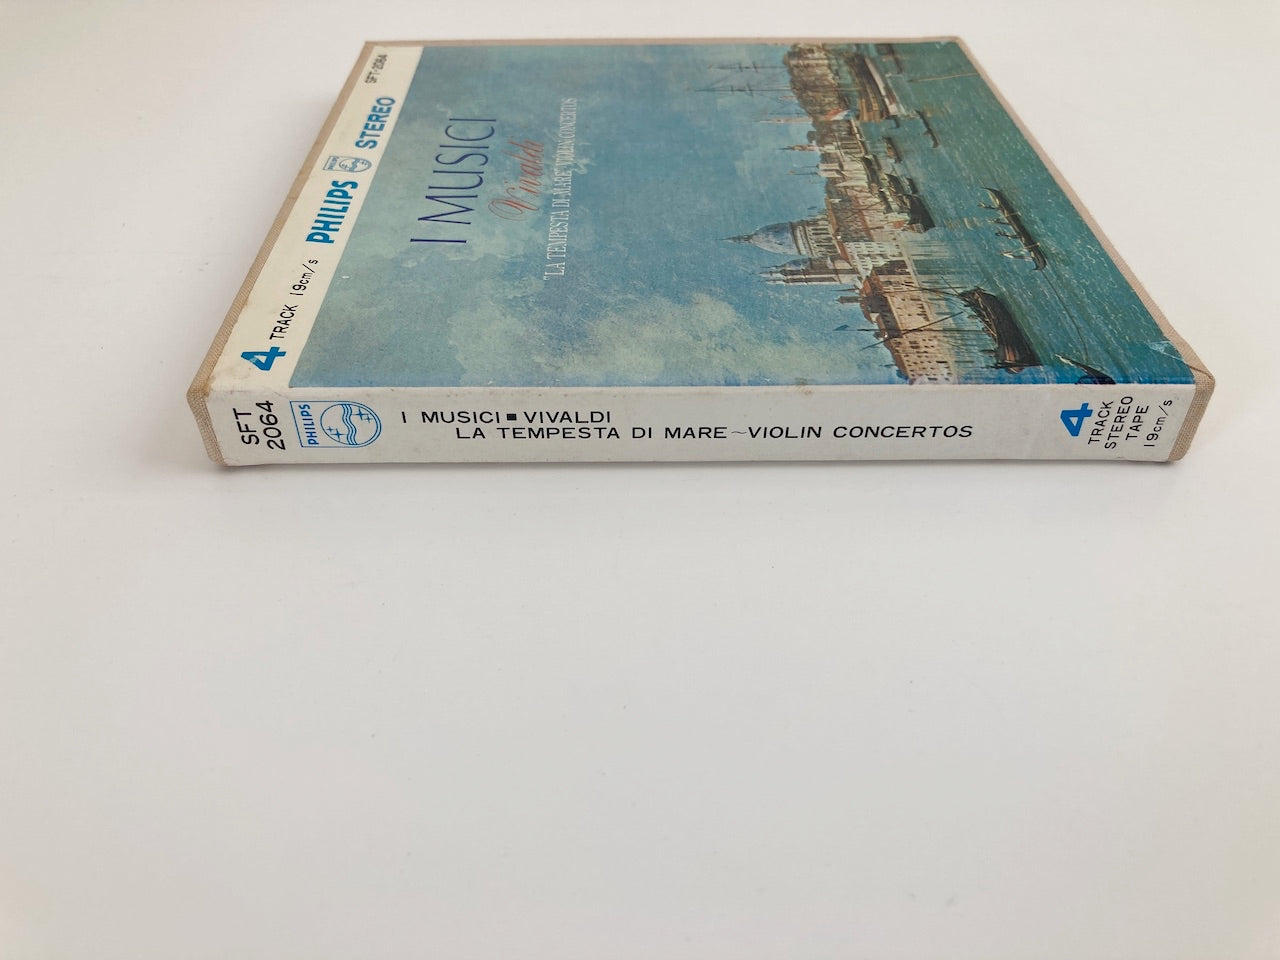 4 TRACK 19cm/s PHILIPS PHILIPS STEREO SFT-2064
I MUSICI
Vivaldi
"LA TEMPESTA DI MARE" VIOLIN CONCERTOS
SFT
2064
PHILIPS
I MUSICI■VIVALDI
LA TEMPESTA DI MARE~VIOLIN CONCERTOS
4
TRACK
STEREO
TAPE
19cm/s